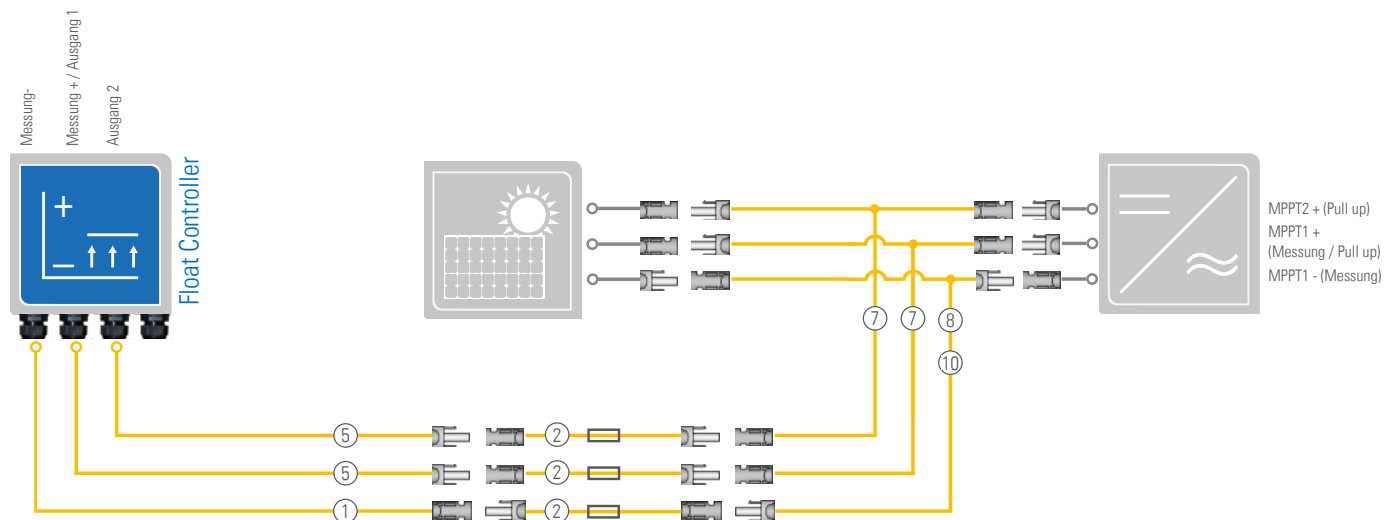 Messung-
Messung + / Ausgang 1
Ausgang 2
Float Controller
MPPT2 + (Pull up)
MPPT1 +
(Messung / Pull up)
MPPT1 - (Messung)
7
7
8
10
5
2
5
2
1
2